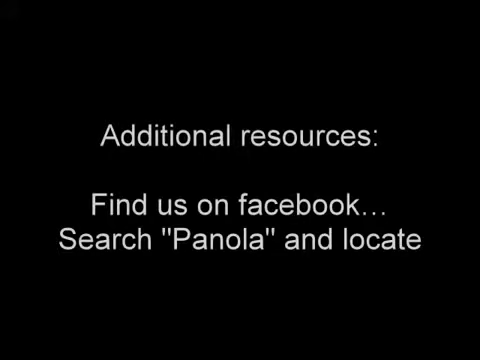 Additional resources:
Find us on facebook…
Search "Panola" and locate